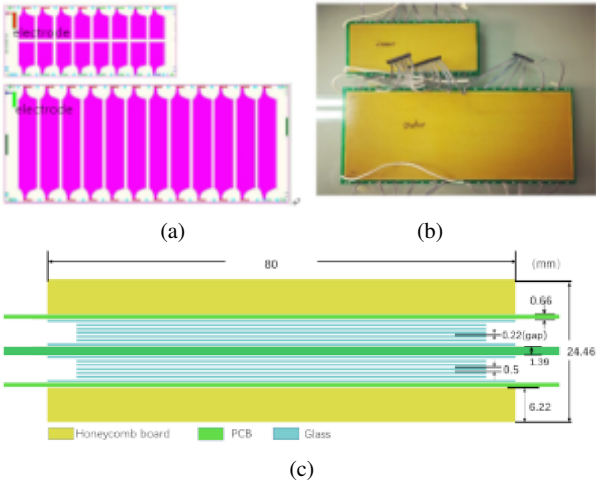 electrode
electrode
(a)
(b)
80
(mm)
0.66
0.22(gap)
24.46
1.39
0.5
6.22
Honeycomb board
PCB
Glass
(c)